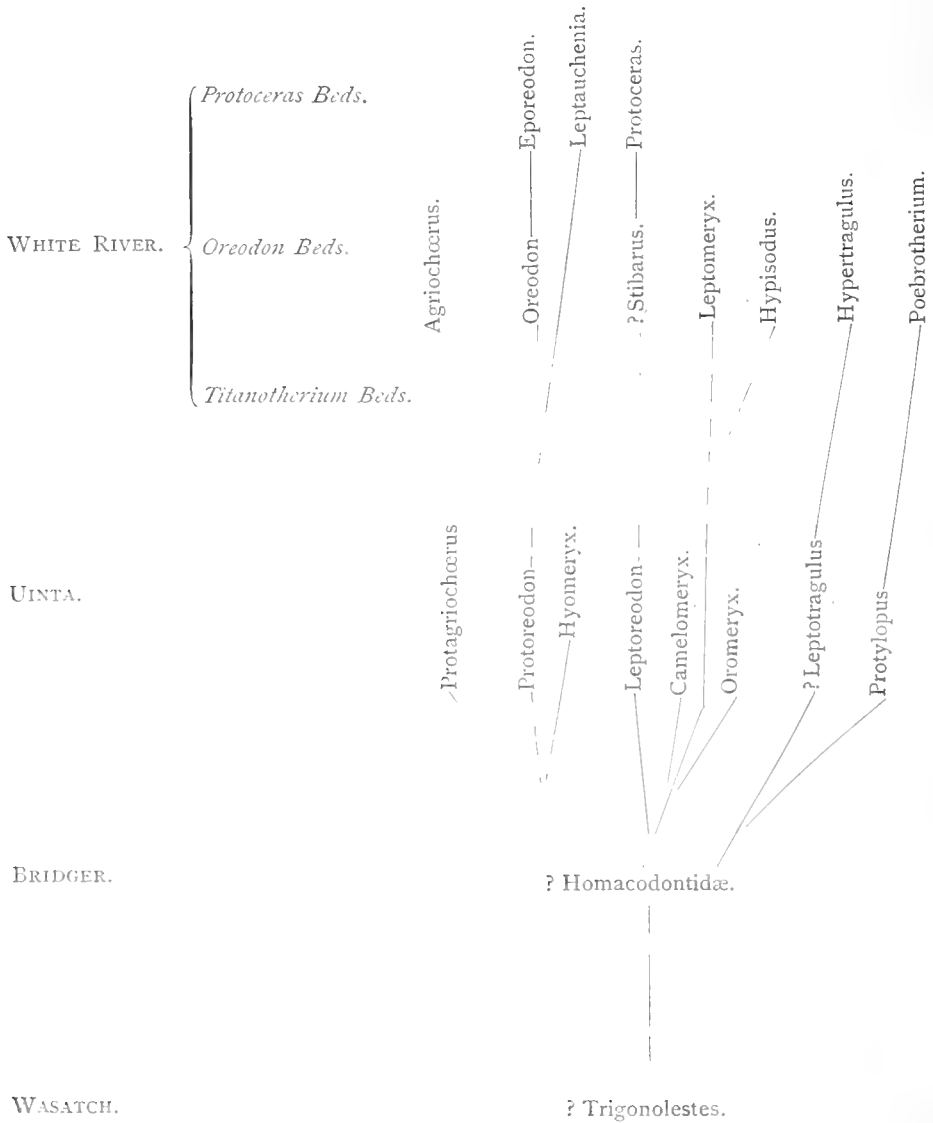 Protoceras Beds.
Eporeodon.
Leptauchenia.
Protoceras.
WHITE RIVER.
Oreodon Beds.
Agriochœrus.
Oreodon
? Stibarus.
Leptomeryx.
Hypisodus.
Hypertragulus.
Poebrotherium.
Titanotherium Beds.
UINTA.
Protagriochœrus
Protoreodon
Hyomeryx.
Leptoreodon
Camelomeryx.
Oromeryx.
? Leptotragulus
Protylopus
BRIDGER.
? Homacodontidæ.
WASATCH.
? Trigonolestes.